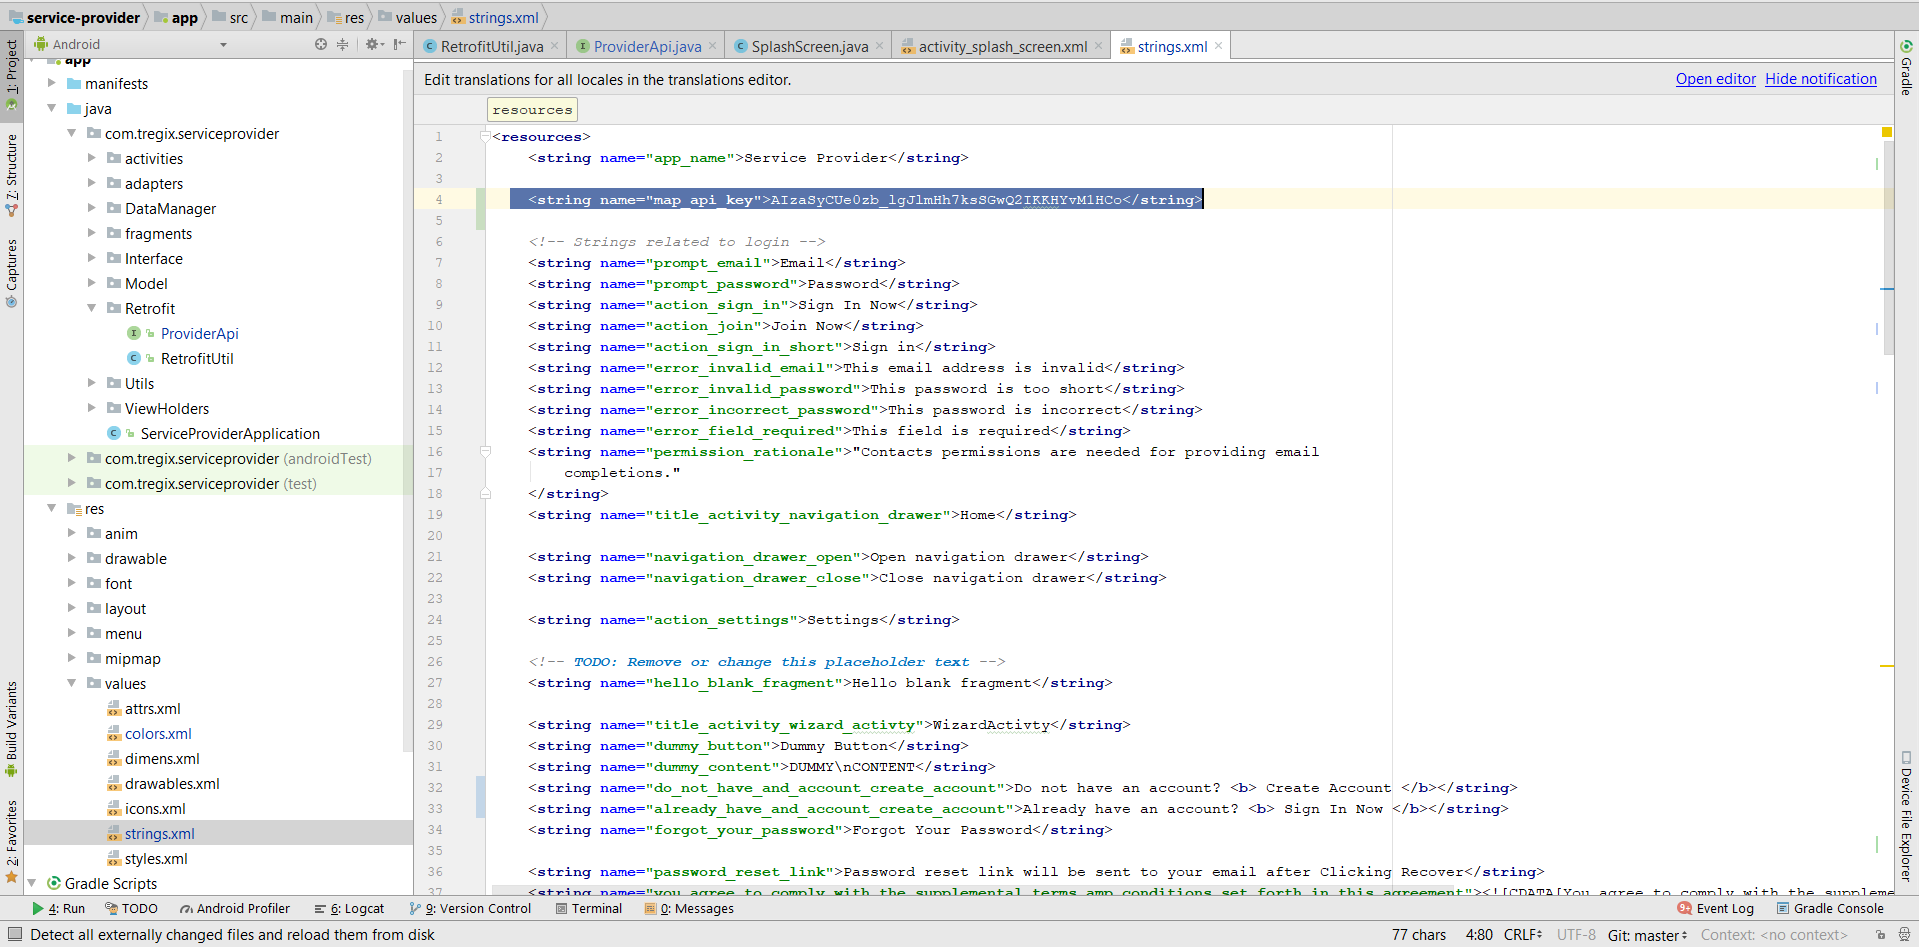 service-provider app src main res values strings.xml
Android
RetrofitUtil.java ProviderApi.java SplashScreen.java activity_splash_screen.xml strings.xml
Edit translations for all locales in the translations editor. Open editor Hide notification
resources
1: Project
7: Structure
Captures
Build Variants
2: Favorites
app
manifests
java
com.tregix.serviceprovider
activities
adapters
DataManager
fragments
Interface
Model
Retrofit
ProviderApi
RetrofitUtil
Utils
ViewHolders
ServiceProviderApplication
com.tregix.serviceprovider (androidTest)
com.tregix.serviceprovider (test)
res
anim
drawable
font
layout
menu
mipmap
values
attrs.xml
colors.xml
dimens.xml
drawables.xml
icons.xml
strings.xml
styles.xml
Gradle Scripts
1 <resources>
2 <string name="app_name">Service Provider</string>
3
4 <string name="map_api_key">AIzaSyCUe0zb_lgJlmHh7ksSGwQ2IKKHYvM1HCo</string>
5
6 <!-- Strings related to login -->
7 <string name="prompt_email">Email</string>
8 <string name="prompt_password">Password</string>
9 <string name="action_sign_in">Sign In Now</string>
10 <string name="action_join">Join Now</string>
11 <string name="action_sign_in_short">Sign in</string>
12 <string name="error_invalid_email">This email address is invalid</string>
13 <string name="error_invalid_password">This password is too short</string>
14 <string name="error_incorrect_password">This password is incorrect</string>
15 <string name="error_field_required">This field is required</string>
16 <string name="permission_rationale">"Contacts permissions are needed for providing email
17 completions."
18 </string>
19 <string name="title_activity_navigation_drawer">Home</string>
20
21 <string name="navigation_drawer_open">Open navigation drawer</string>
22 <string name="navigation_drawer_close">Close navigation drawer</string>
23
24 <string name="action_settings">Settings</string>
25
26 <!-- TODO: Remove or change this placeholder text -->
27 <string name="hello_blank_fragment">Hello blank fragment</string>
28
29 <string name="title_activity_wizard_activty">WizardActivty</string>
30 <string name="dummy_button">Dummy Button</string>
31 <string name="dummy_content">DUMMY\nCONTENT</string>
32 <string name="do_not_have_and_account_create_account">Do not have an account? <b> Create Account </b></string>
33 <string name="already_have_and_account_create_account">Already have an account? <b> Sign In Now </b></string>
34 <string name="forgot_your_password">Forgot Your Password</string>
35
36 <string name="password_reset_link">Password reset link will be sent to your email after Clicking Recover</string>
37 <string name="you_agree_to_comply_with_the_supplemental_terms_amp_conditions_set_forth_in_this_agreement"><![CDATA[You agree to comply with the suppleme
Gradle
Device File Explorer
4: Run TODO Android Profiler 6: Logcat 9: Version Control Terminal 0: Messages 9+ Event Log Gradle Console
Detect all externally changed files and reload them from disk 77 chars 4:80 CRLF UTF-8 Git: master Context: <no context>